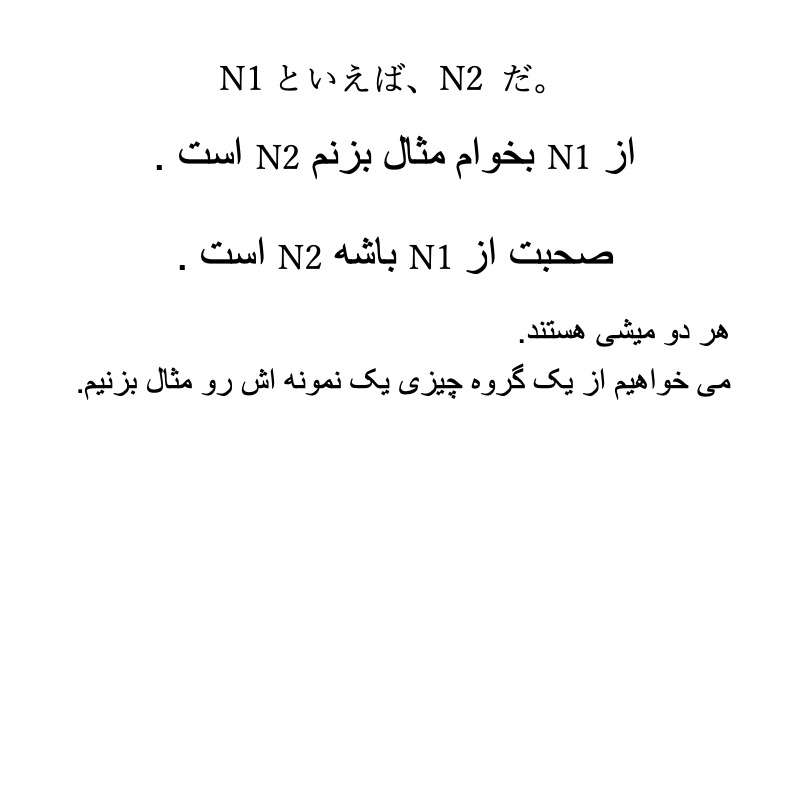 N1 といえば、N2 だ。
از N1 بخوام مثال بزنم N2 است .
صحبت از N1 باشه N2 است .
هر دو میشی هستند.
می خواهیم از یک گروه چیزی یک نمونه اش رو مثال بزنیم.